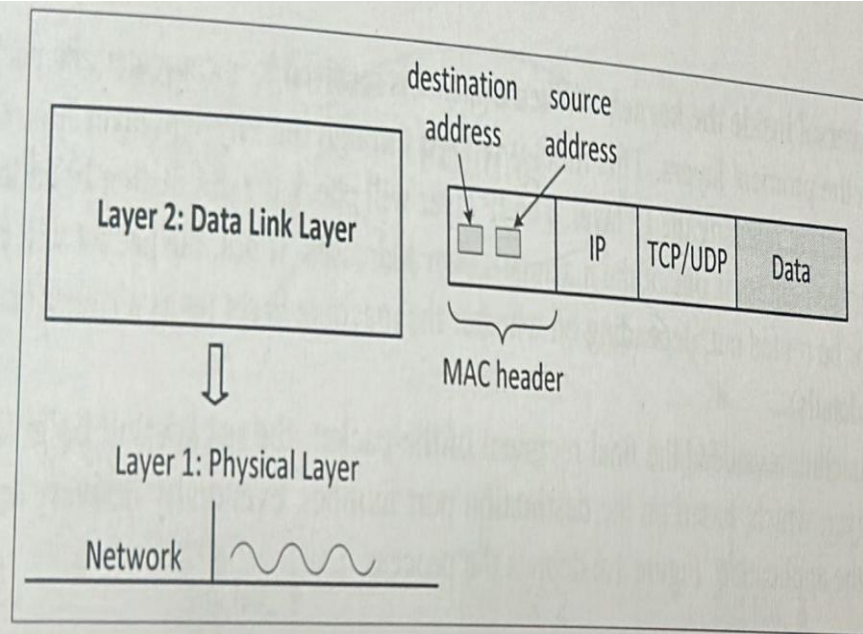 destination
address
source
address
Layer 2: Data Link Layer
IP
TCP/UDP
Data
MAC header
Layer 1: Physical Layer
Network